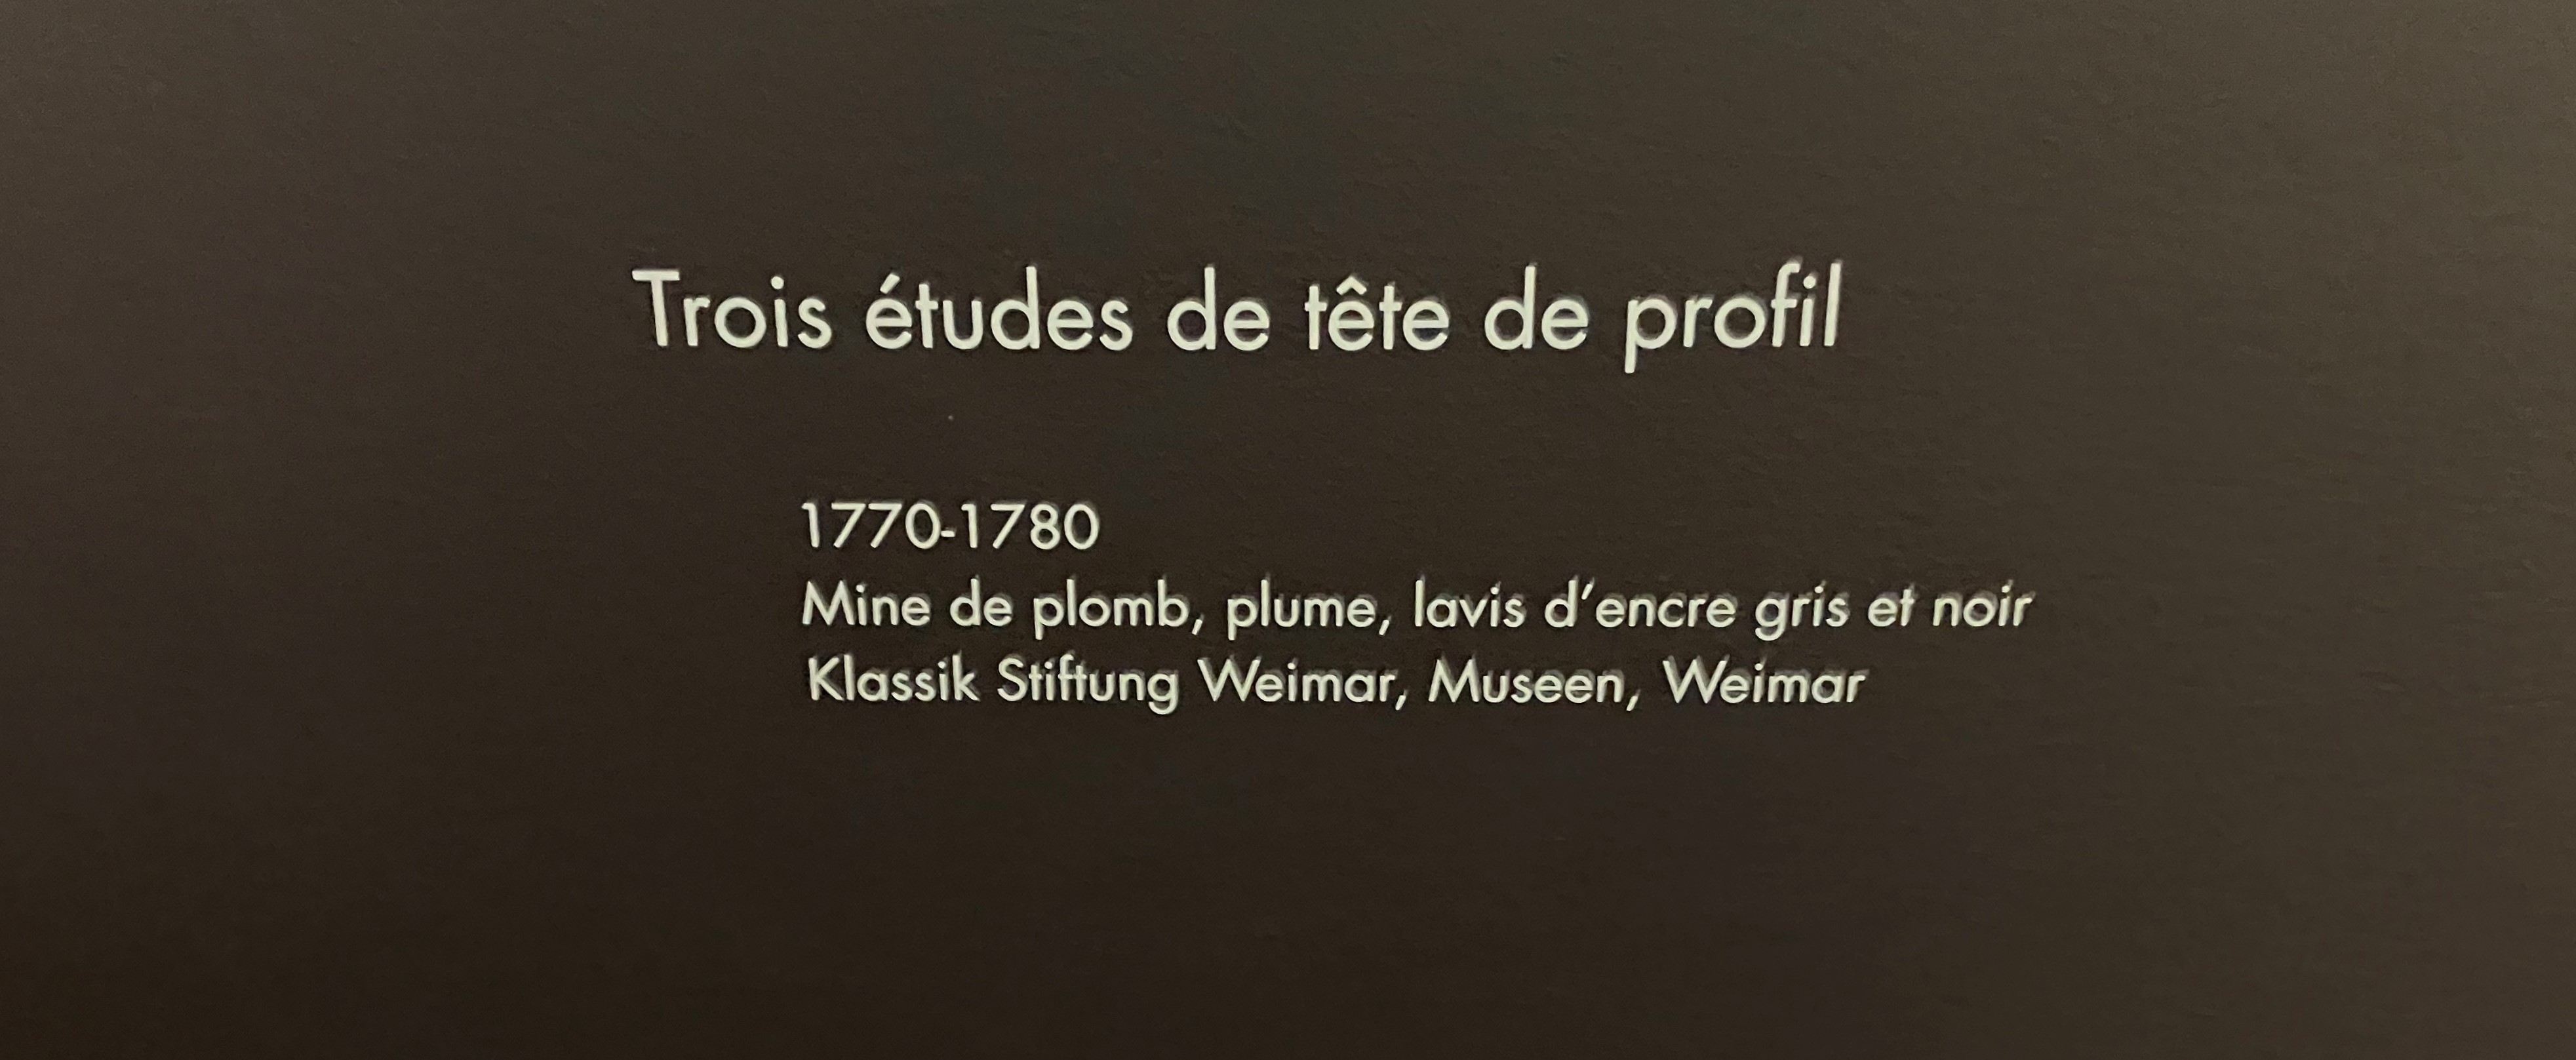 Trois études de tête de profil
1770-1780
Mine de plomb, plume, lavis d’encre gris et noir
Klassik Stiftung Weimar, Museen, Weimar